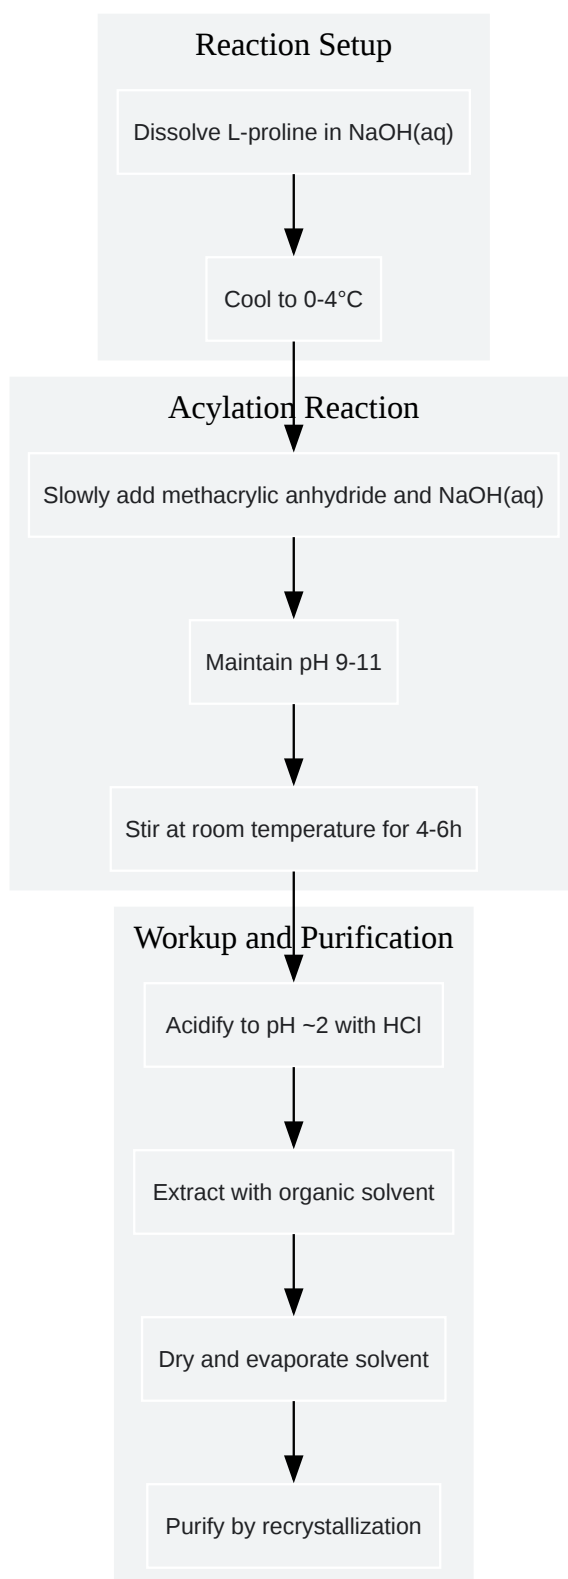 Reaction Setup
Dissolve L-proline in NaOH(aq)
Cool to 0-4°C
Acylation Reaction
Slowly add methacrylic anhydride and NaOH(aq)
Maintain pH 9-11
Stir at room temperature for 4-6h
Workup and Purification
Acidify to pH ~2 with HCl
Extract with organic solvent
Dry and evaporate solvent
Purify by recrystallization